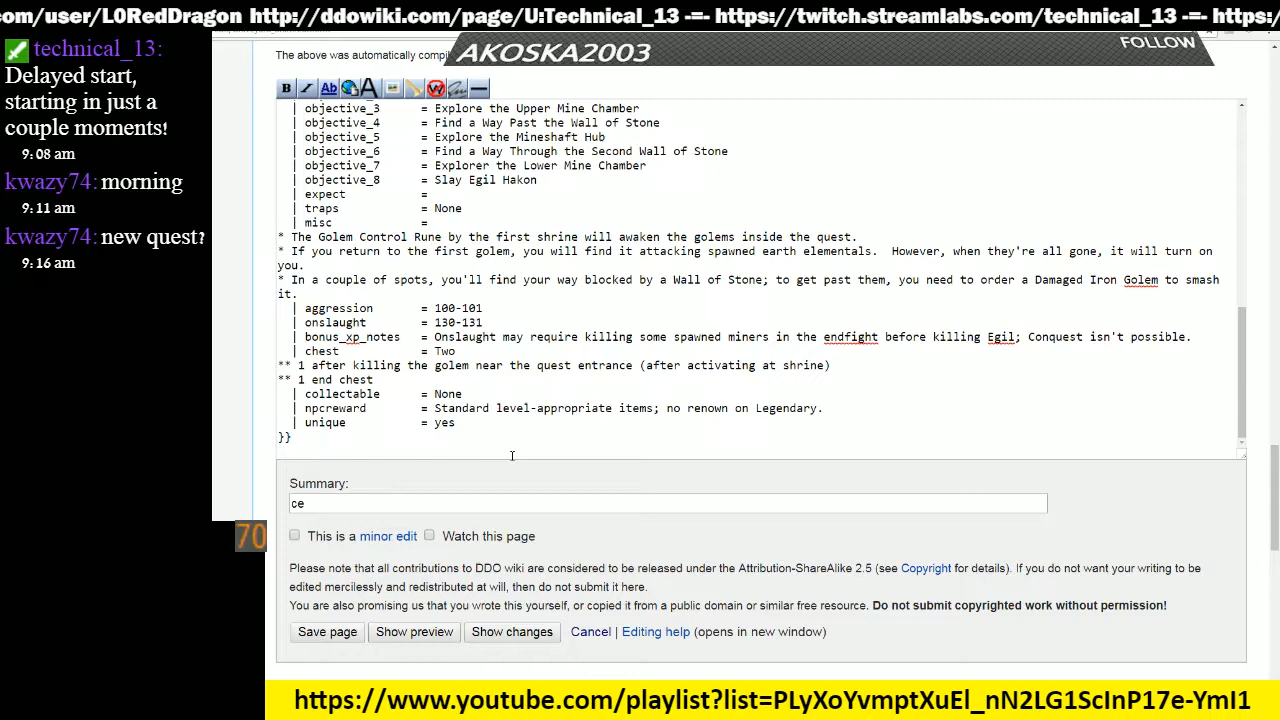 com/user/L0RedDragon http://ddowiki.com/page/U:Technical_13 -=- https://twitch.streamlabs.com/technical_13 -=- https:/
technical_13:
Delayed start,
starting in just a
couple moments!
9:08 am
kwazy74: morning
9:11 am
kwazy74: new quest?
9:16 am
AKOSKA2003
FOLLOW
The above was automatically compil
B I Ab A W
| objective_3 = Explore the Upper Mine Chamber
| objective_4 = Find a Way Past the Wall of Stone
| objective_5 = Explore the Mineshaft Hub
| objective_6 = Find a Way Through the Second Wall of Stone
| objective_7 = Explorer the Lower Mine Chamber
| objective_8 = Slay Egil Hakon
| expect =
| traps = None
| misc =
* The Golem Control Rune by the first shrine will awaken the golems inside the quest.
* If you return to the first golem, you will find it attacking spawned earth elementals. However, when they're all gone, it will turn on
you.
* In a couple of spots, you'll find your way blocked by a Wall of Stone; to get past them, you need to order a Damaged Iron Golem to smash
it.
| aggression = 100-101
| onslaught = 130-131
| bonus_xp_notes = Onslaught may require killing some spawned miners in the endfight before killing Egil; Conquest isn't possible.
| chest = Two
** 1 after killing the golem near the quest entrance (after activating at shrine)
** 1 end chest
| collectable = None
| npcreward = Standard level-appropriate items; no renown on Legendary.
| unique = yes
}}
Summary:
ce
70
This is a minor edit Watch this page
Please note that all contributions to DDO wiki are considered to be released under the Attribution-ShareAlike 2.5 (see Copyright for details). If you do not want your writing to be
edited mercilessly and redistributed at will, then do not submit it here.
You are also promising us that you wrote this yourself, or copied it from a public domain or similar free resource. Do not submit copyrighted work without permission!
Save page Show preview Show changes Cancel | Editing help (opens in new window)
https://www.youtube.com/playlist?list=PLyXoYvmptXuEl_nN2LG1ScInP17e-YmI1